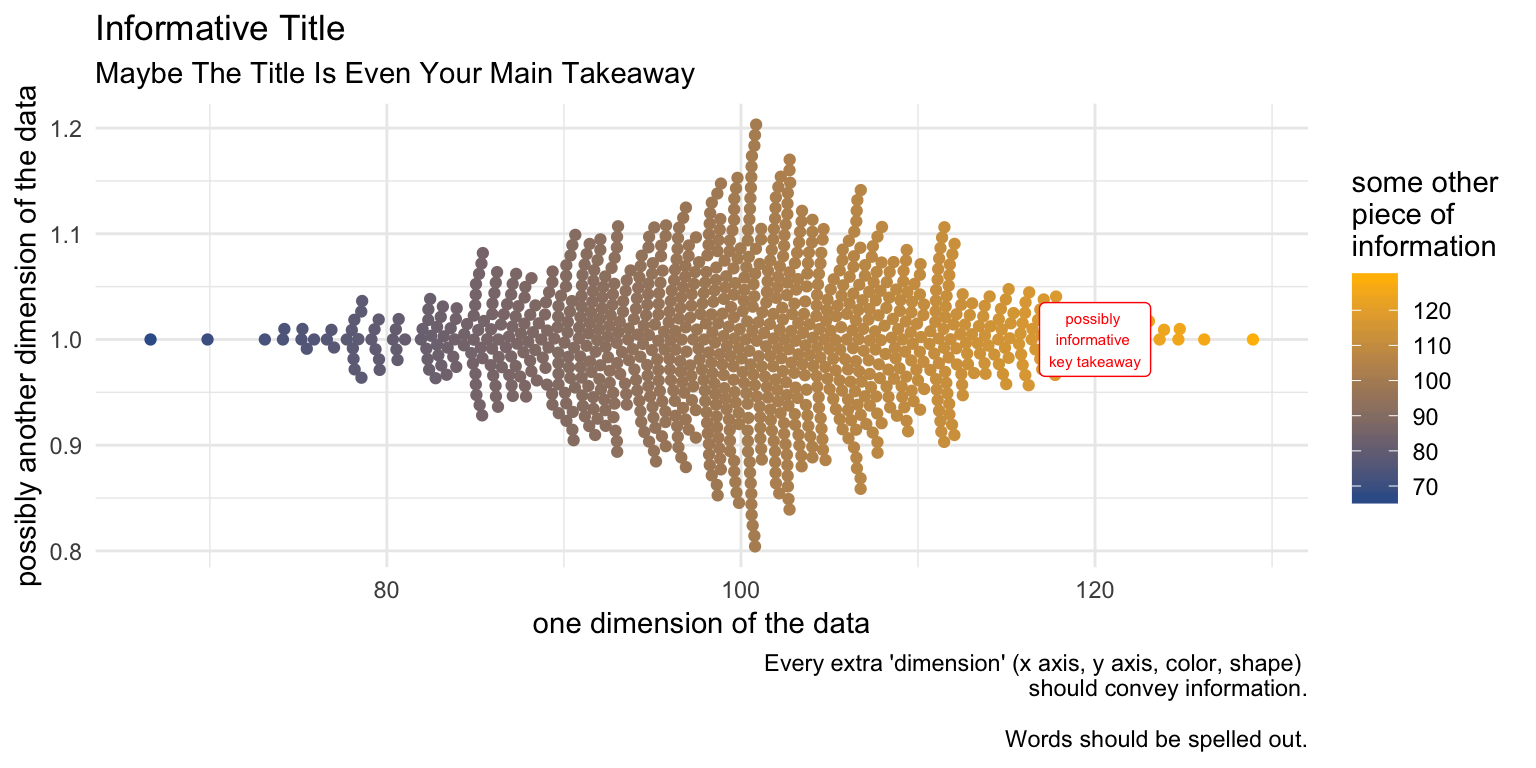 Informative Title
Maybe The Title Is Even Your Main Takeaway
possibly another dimension of the data
1.2
1.1
1.0
0.9
0.8
possibly
informative
key takeaway
80
100
120
one dimension of the data
some other
piece of
information
120
110
100
90
80
70
Every extra 'dimension' (x axis, y axis, color, shape)
should convey information.
Words should be spelled out.